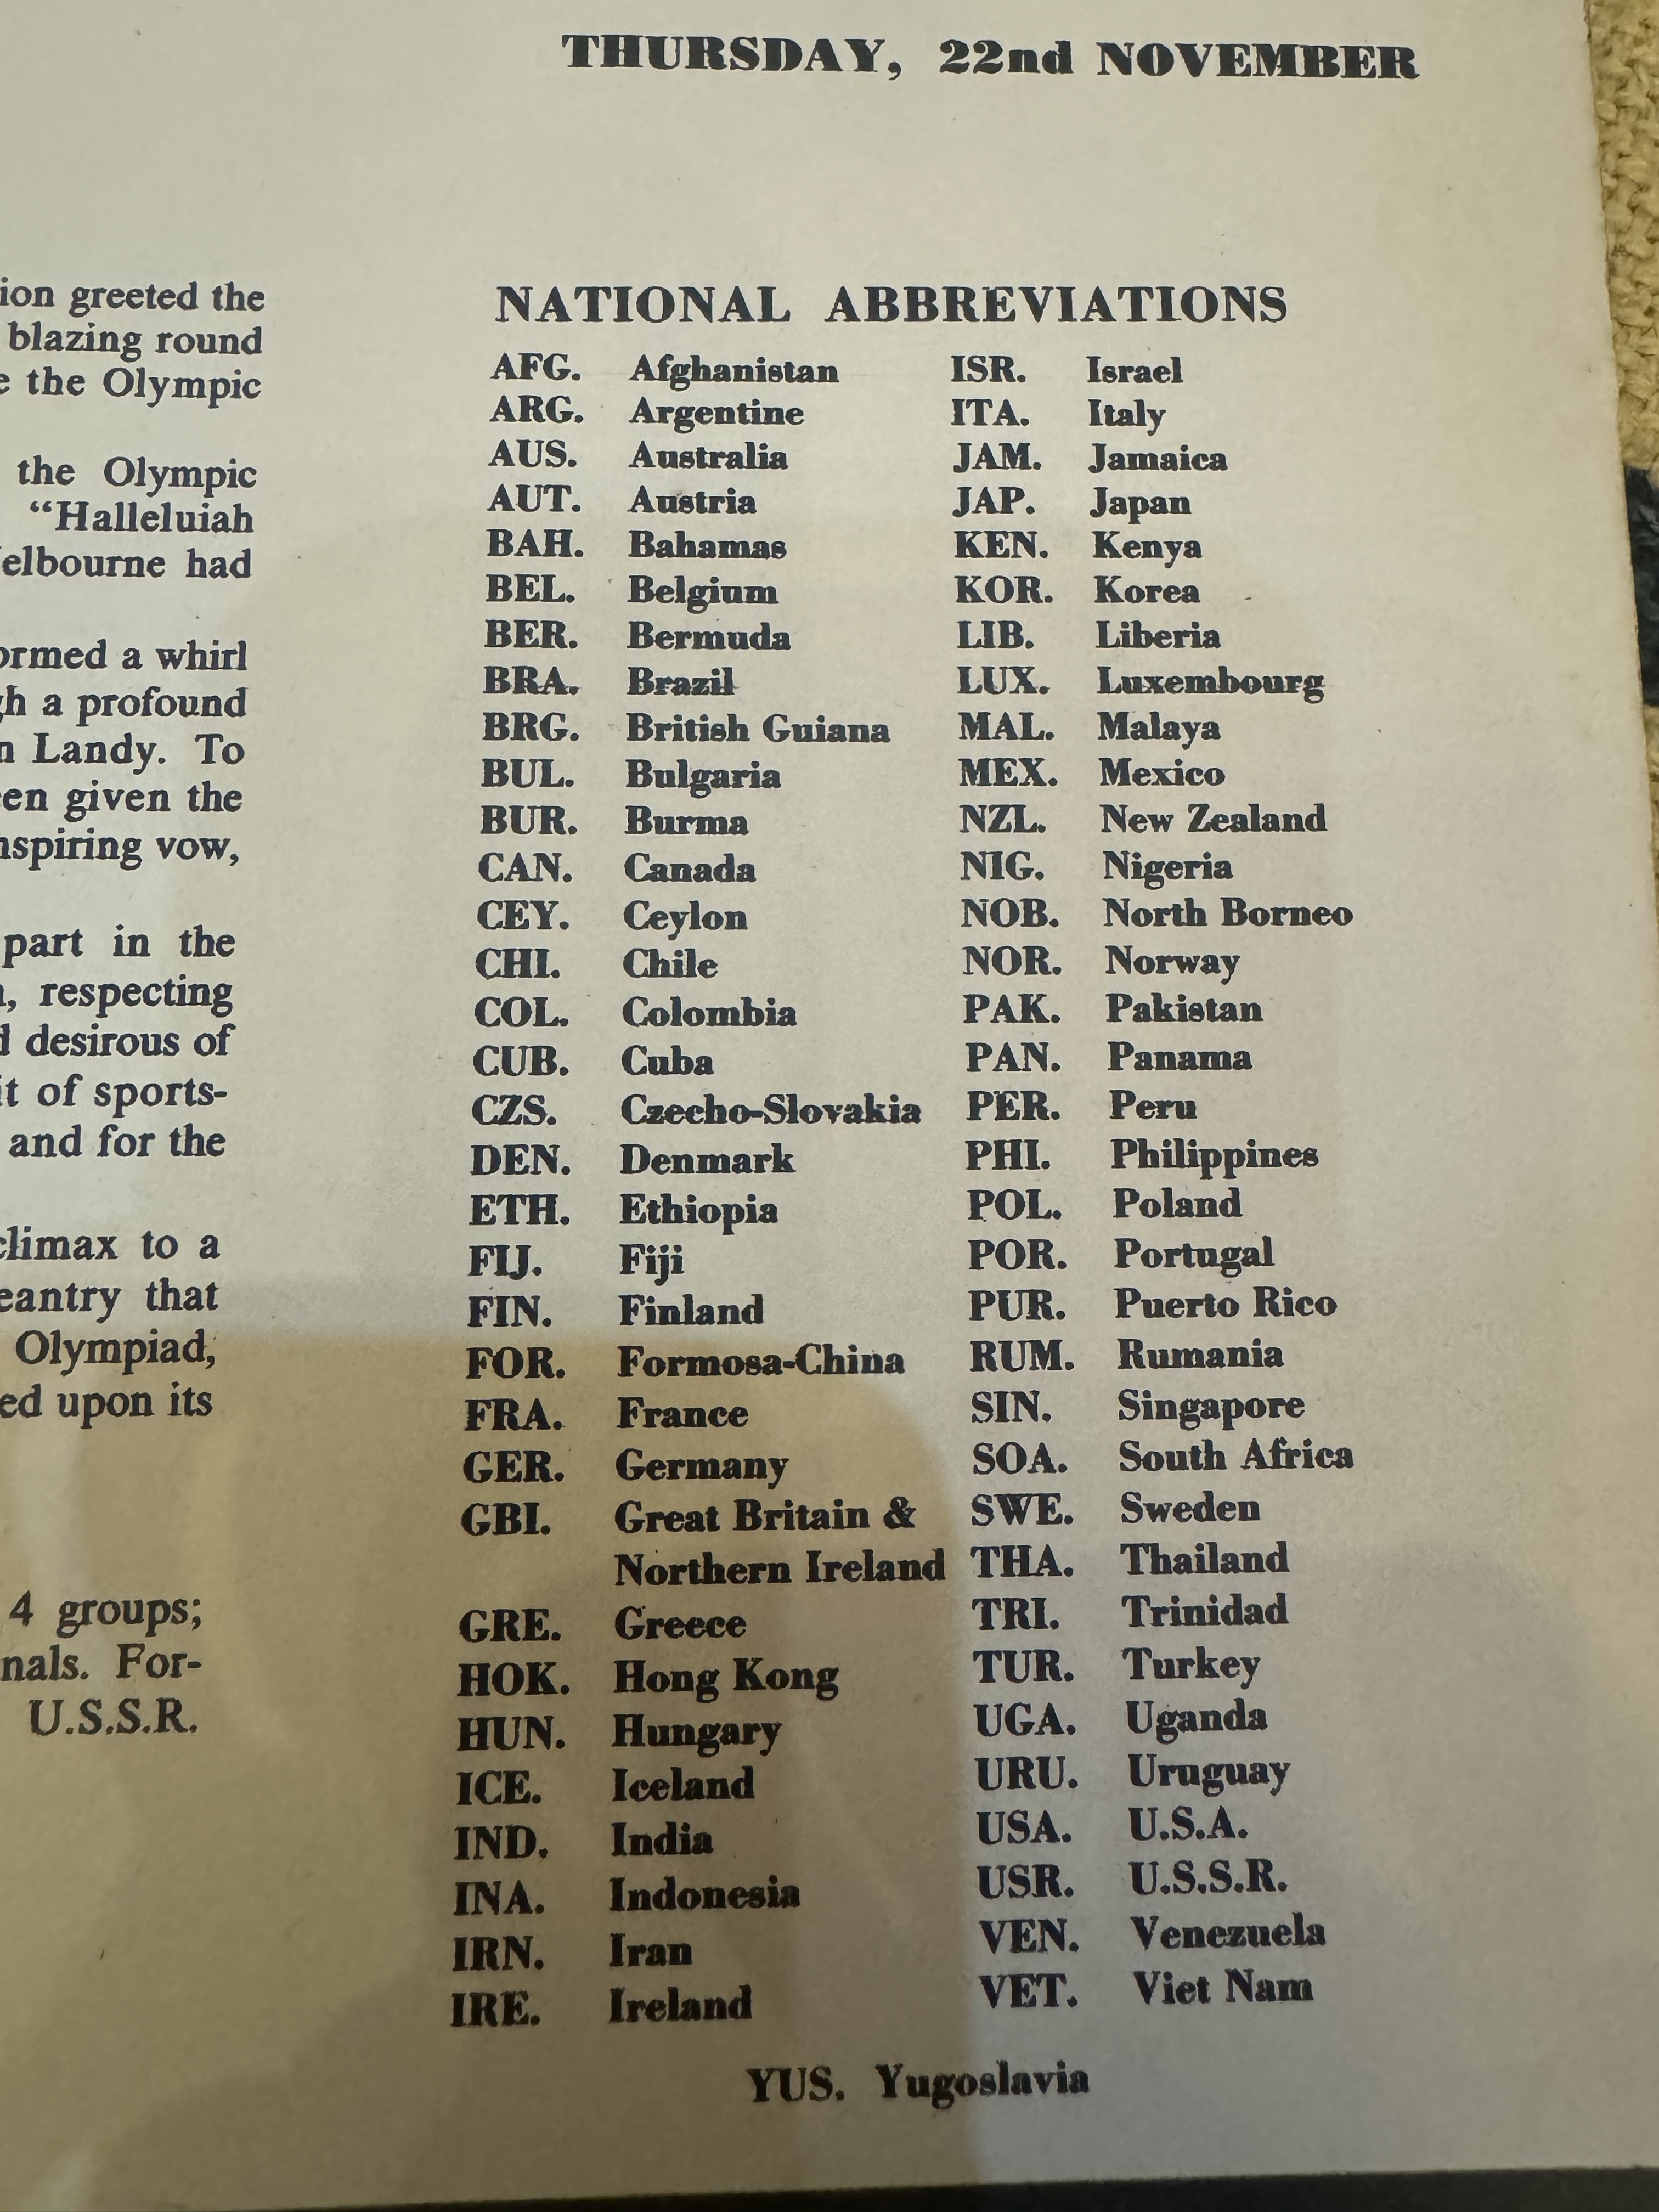 THURSDAY, 22nd NOVEMBER
greeted the
blazing round
the Olympic
the Olympic
“Halleluiah
had
a whirl
a profound
Landy. To
given the
vow,
part in the
respecting
desirous of
of sports-
and for the
climax to a
that
Olympiad,
upon its
4 groups;
For-
U.S.S.R.
NATIONAL ABBREVIATIONS
AFG. Afghanistan
ARG. Argentine
AUS. Australia
AUT. Austria
BAH. Bahamas
BEL. Belgium
BER. Bermuda
BRA. Brazil
BRG. British Guiana
BUL. Bulgaria
BUR. Burma
CAN. Canada
CEY. Ceylon
CHI. Chile
COL. Colombia
CUB. Cuba
CZS. Czecho-Slovakia
DEN. Denmark
ETH. Ethiopia
FIJ. Fiji
FIN. Finland
FOR. Formosa-China
FRA. France
GER. Germany
GBI. Great Britain &
Northern Ireland
GRE. Greece
HOK. Hong Kong
HUN. Hungary
ICE. Iceland
IND. India
INA. Indonesia
IRN. Iran
IRE. Ireland
ISR. Israel
ITA. Italy
JAM. Jamaica
JAP. Japan
KEN. Kenya
KOR. Korea
LIB. Liberia
LUX. Luxembourg
MAL. Malaya
MEX. Mexico
NZL. New Zealand
NIG. Nigeria
NOB. North Borneo
NOR. Norway
PAK. Pakistan
PAN. Panama
PER. Peru
PHI. Philippines
POL. Poland
POR. Portugal
PUR. Puerto Rico
RUM. Rumania
SIN. Singapore
SOA. South Africa
SWE. Sweden
THA. Thailand
TRI. Trinidad
TUR. Turkey
UGA. Uganda
URU. Uruguay
USA. U.S.A.
USR. U.S.S.R.
VEN. Venezuela
VET. Viet Nam
YUS. Yugoslavia